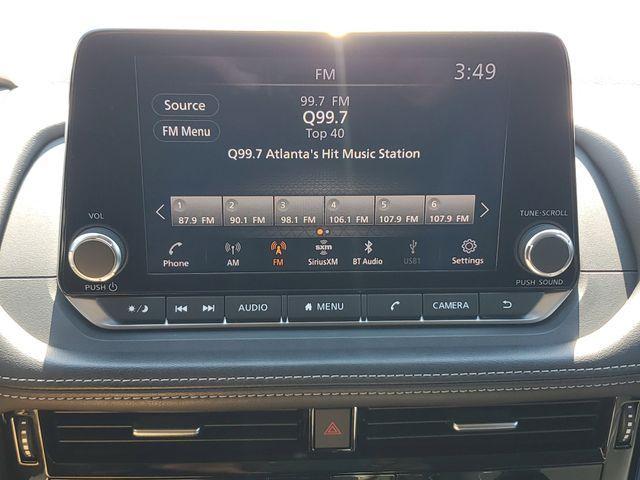 FM
3:49
Source
99.7 FM
Q99.7
FM Menu
Top 40
Q99.7 Atlanta's Hit Music Station
1
87.9 FM
2
90.1 FM
3
98.1 FM
4
106.1 FM
5
107.9 FM
6
107.9 FM
VOL
TUNE·SCROLL
Phone
AM
FM
sxm
SiriusXM
BT Audio
USB1
Settings
PUSH
PUSH SOUND
AUDIO
MENU
CAMERA